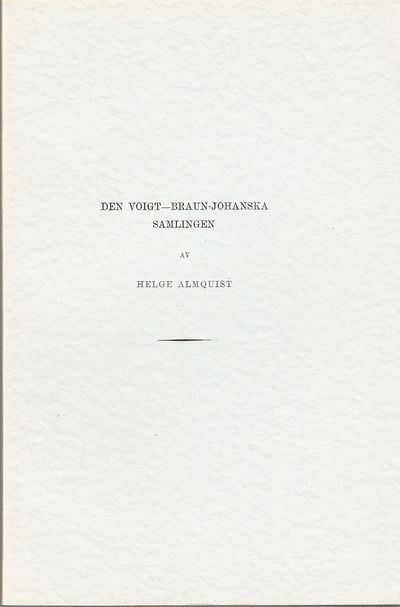 DEN VOIGT—BRAUN-JOHANSKA
SAMLINGEN
AV
HELGE ALMQUIST